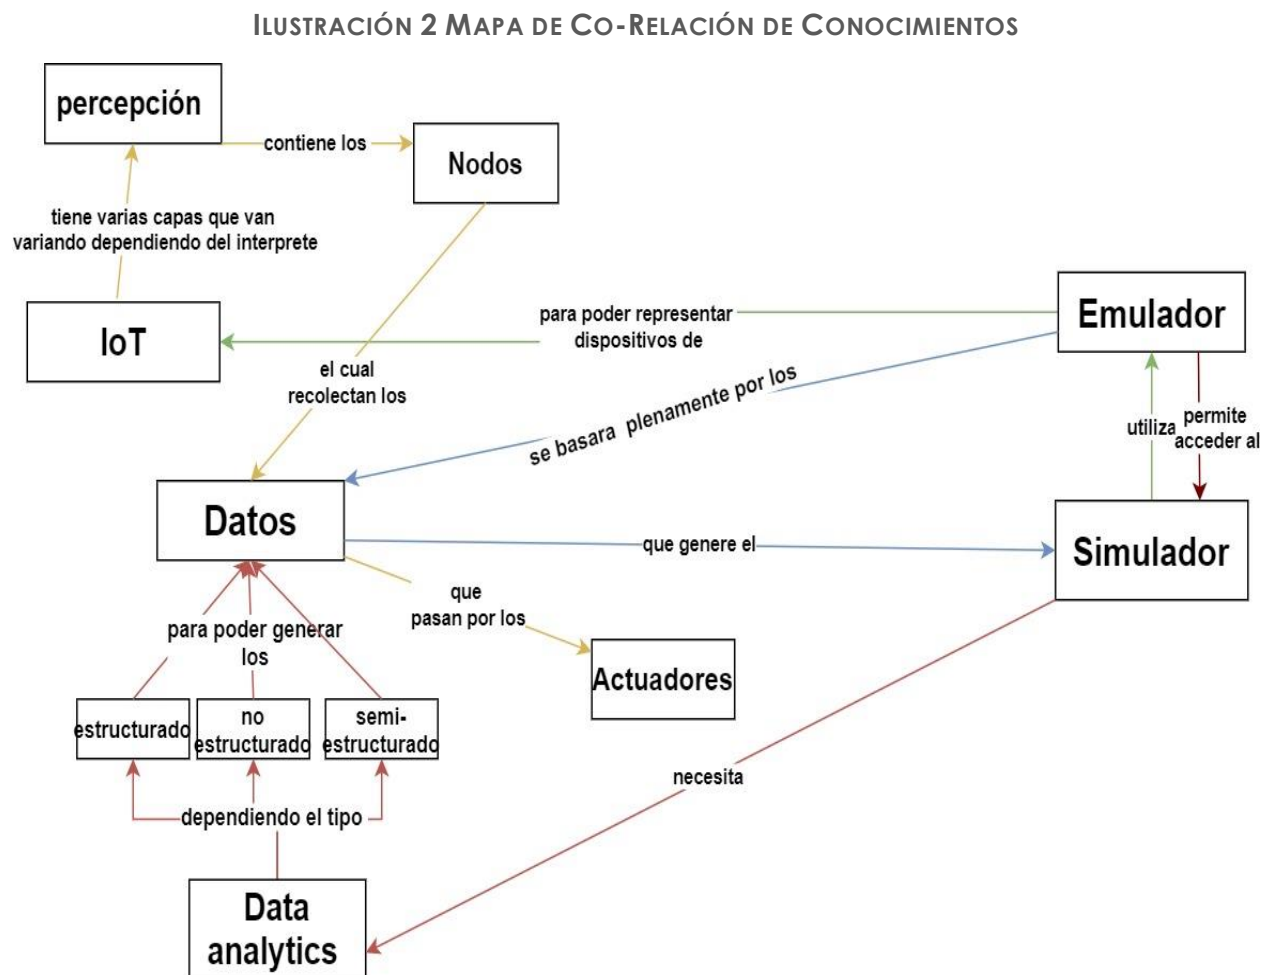 ILUSTRACIÓN 2 MAPA DE CO-RELACIÓN DE CONOCIMIENTOS
percepción
contiene los
Nodos
tiene varias capas que van
variando dependiendo del interprete
IoT
para poder representar
dispositivos de
Emulador
el cual
recolectan los
se basara plenamente por los
utiliza
permite
acceder al
Datos
que genere el
Simulador
que
pasan por los
para poder generar
los
Actuadores
estructurado
no
estructurado
semi-
estructurado
necesita
dependiendo el tipo
Data
analytics